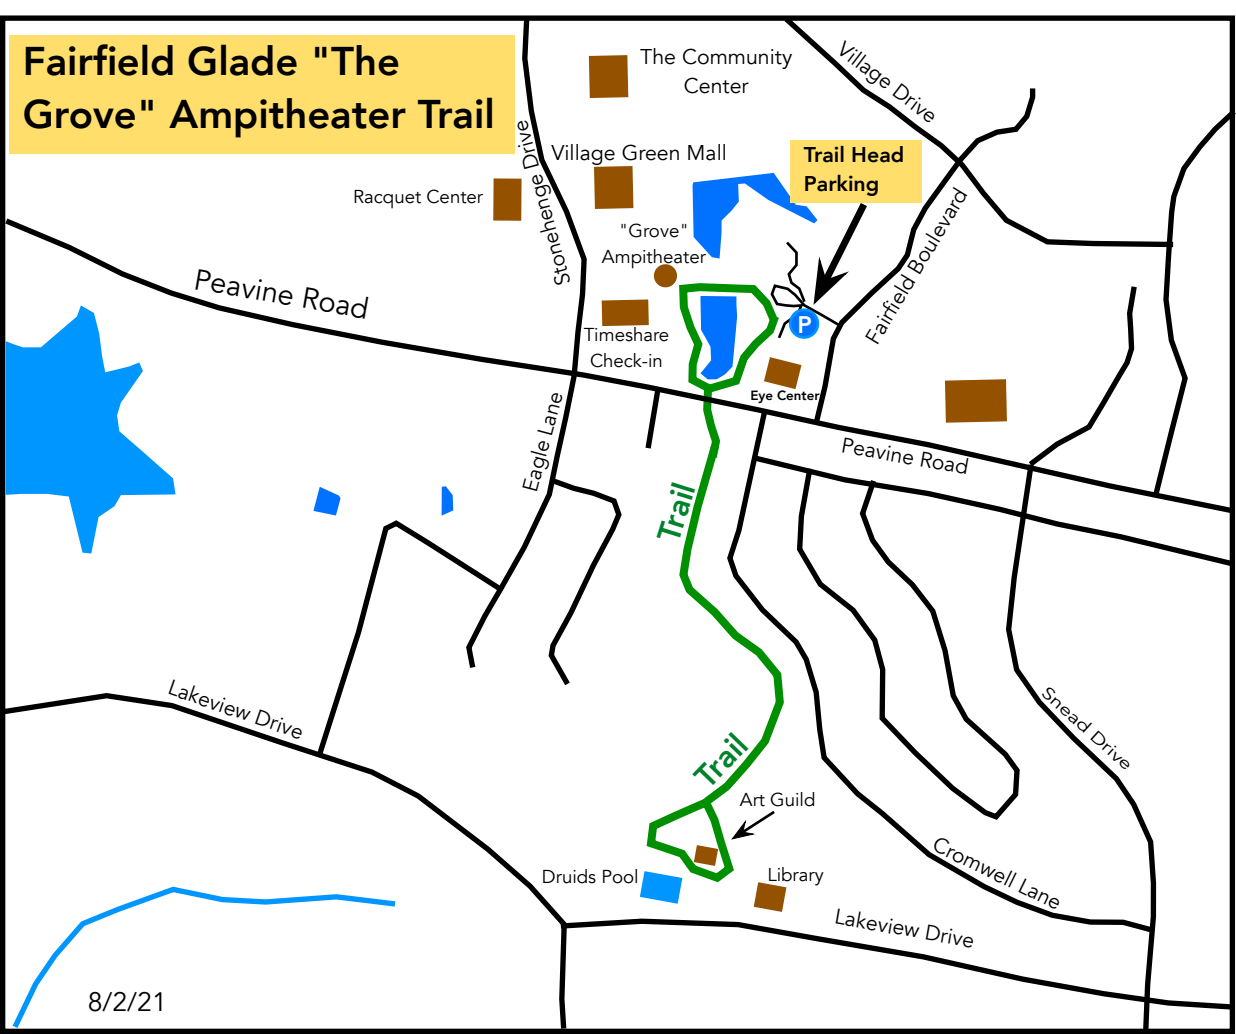 Fairfield Glade "The
Grove" Ampitheater Trail
The Community
Center
Village Drive
Stonehenge Drive
Village Green Mall
Trail Head
Parking
Racquet Center
"Grove"
Ampitheater
Fairfield Boulevard
Peavine Road
P
Timeshare
Check-in
Eye Center
Eagle Lane
Peavine Road
Trail
Lakeview Drive
Snead Drive
Trail
Art Guild
Cromwell Lane
Druids Pool
Library
Lakeview Drive
8/2/21